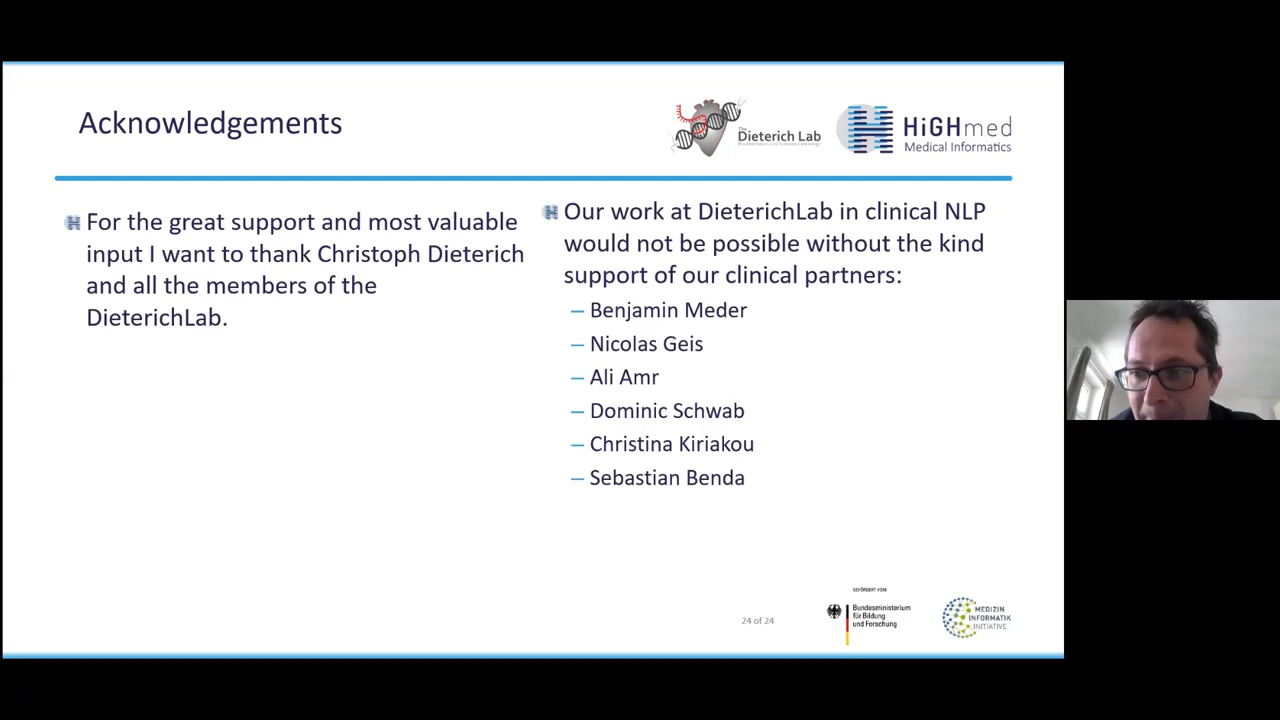 Acknowledgements
The
Dieterich Lab
HiGHmed
Medical Informatics
For the great support and most valuable
input I want to thank Christoph Dieterich
and all the members of the
DieterichLab.
Our work at DieterichLab in clinical NLP
would not be possible without the kind
support of our clinical partners:
– Benjamin Meder
– Nicolas Geis
– Ali Amr
– Dominic Schwab
– Christina Kiriakou
– Sebastian Benda
24 of 24
GEFÖRDERT VOM
Bundesministerium
für Bildung
und Forschung
MEDIZIN
INFORMATIK
INITIATIVE